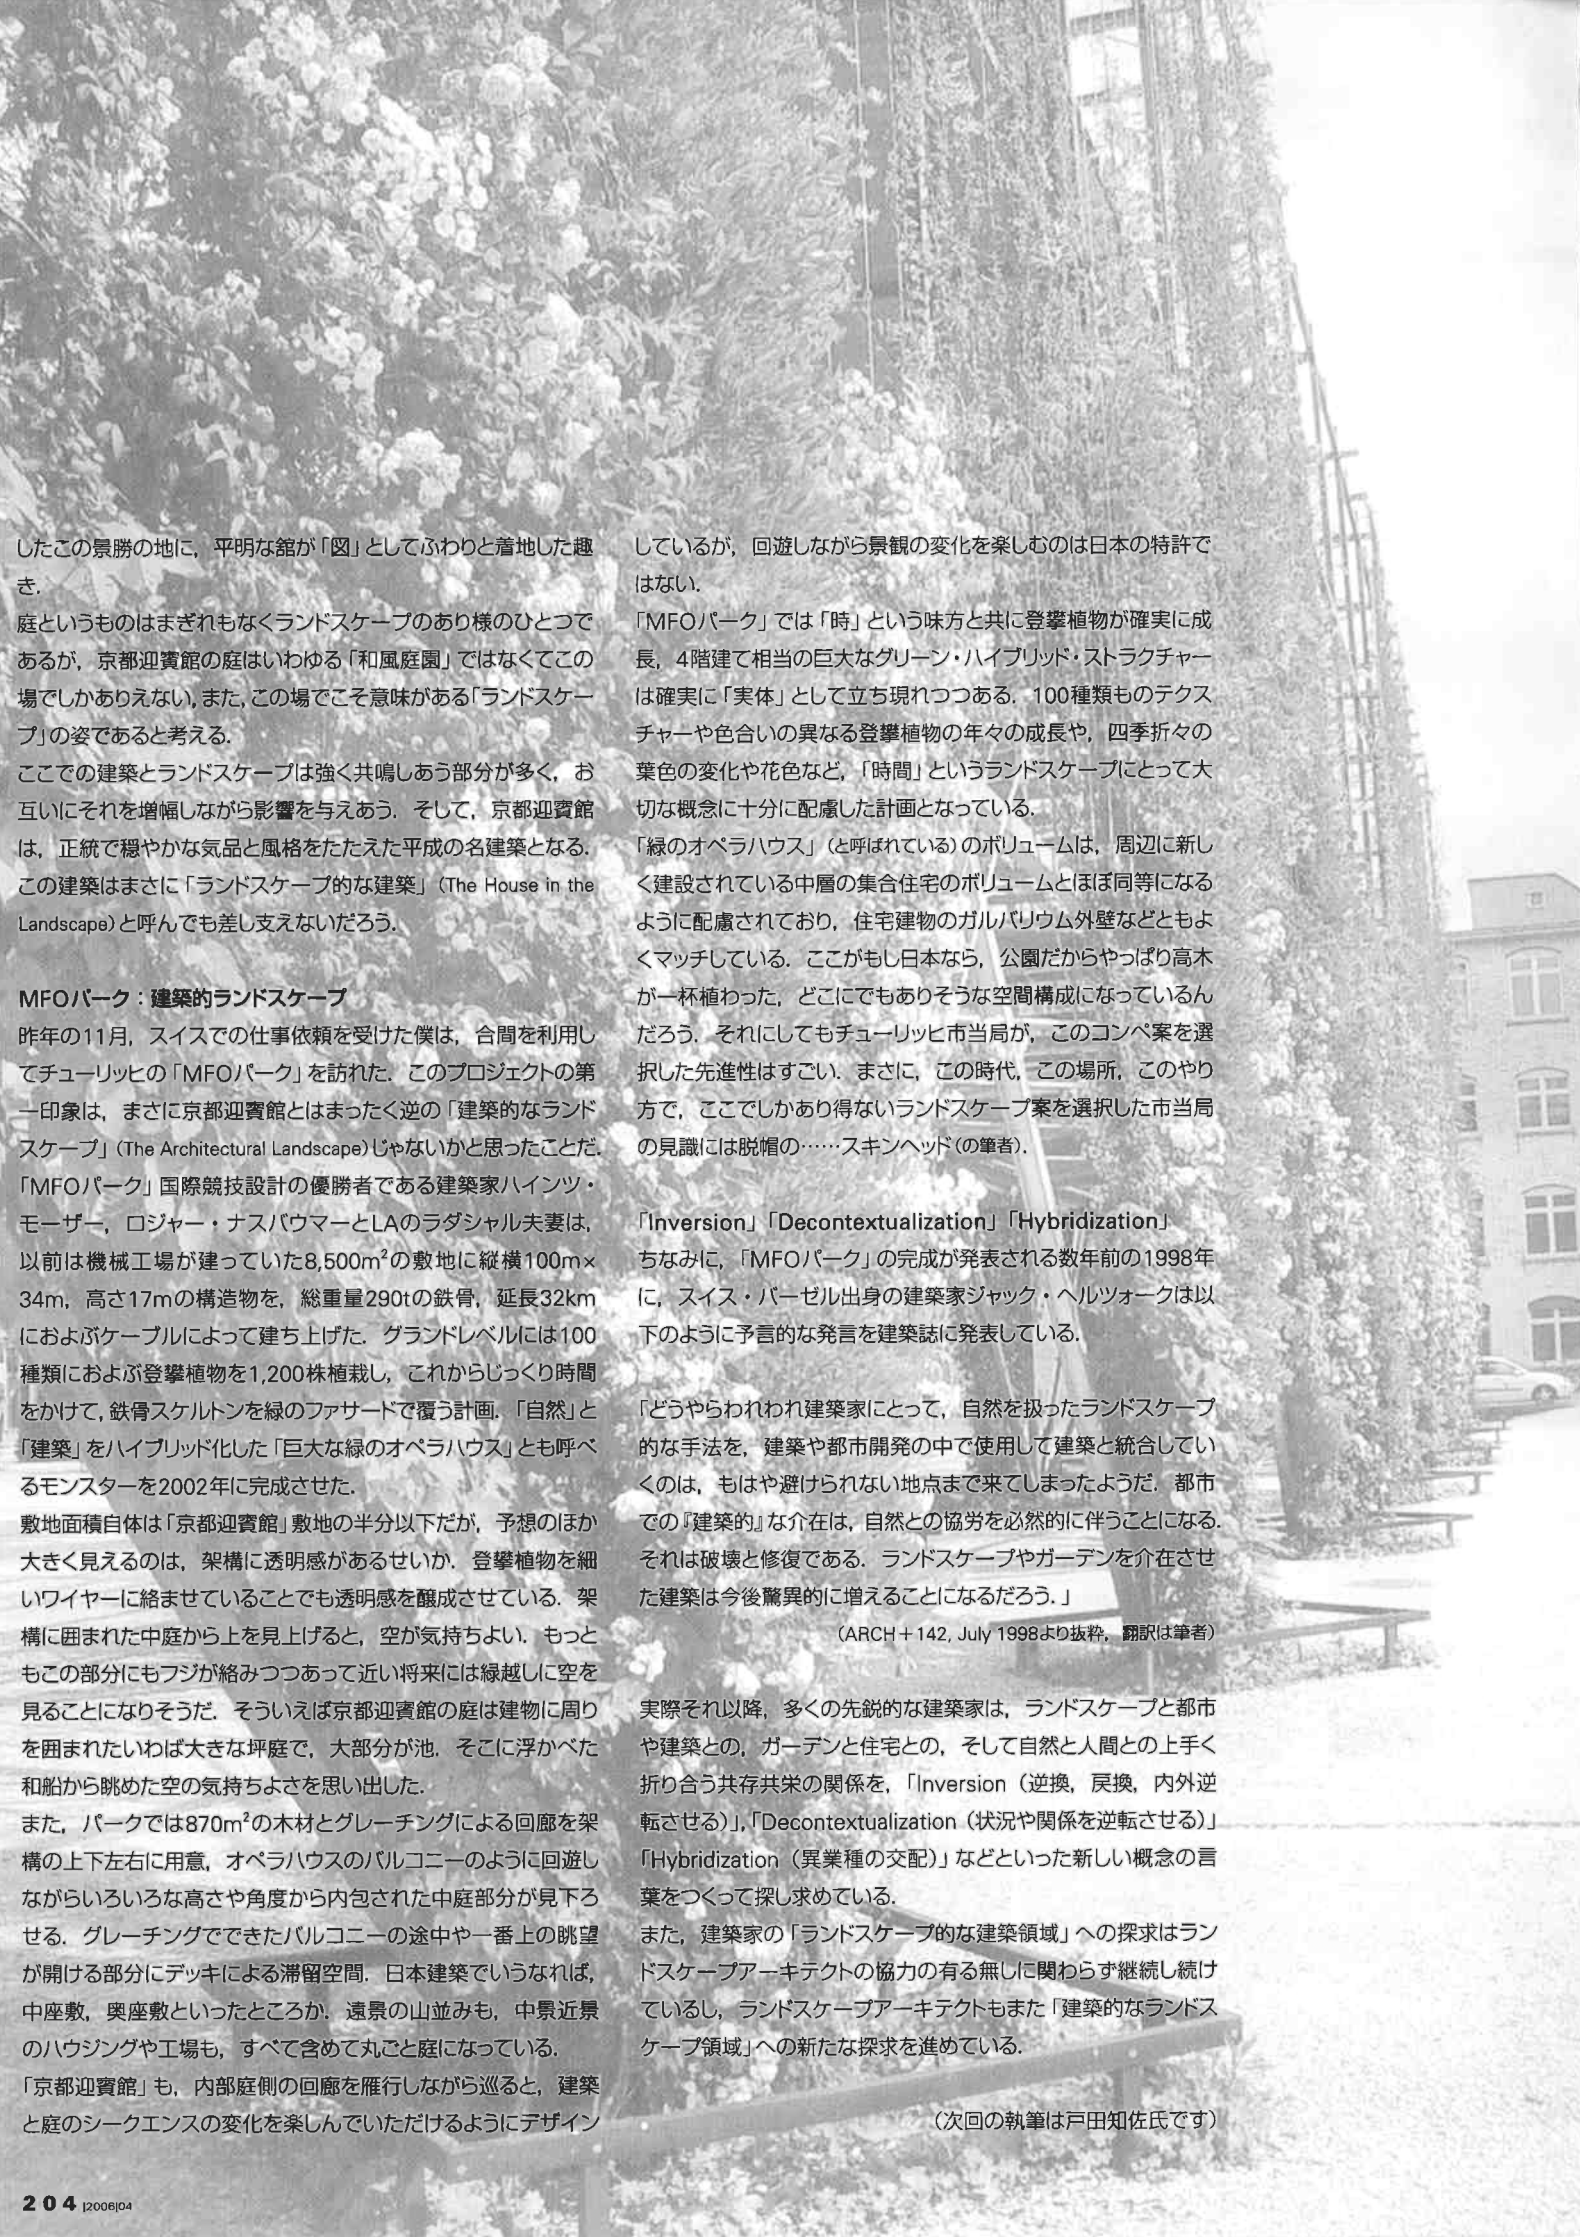 したこの景勝の地に，平明な舘が「図」としてふわりと着地した趣
き．
庭というものはまぎれもなくランドスケープのあり様のひとつで
あるが，京都迎賓館の庭はいわゆる「和風庭園」ではなくてこの
場でしかありえない，また，この場でこそ意味がある「ランドスケー
プ」の姿であると考える．
ここでの建築とランドスケープは強く共鳴しあう部分が多く，お
互いにそれを増幅しながら影響を与えあう．そして，京都迎賓館
は，正統で穏やかな気品と風格をたたえた平成の名建築となる．
この建築はまさに「ランドスケープ的な建築」（The House in the
Landscape）と呼んでも差し支えないだろう．
MFOパーク：建築的ランドスケープ
昨年の11月，スイスでの仕事依頼を受けた僕は，合間を利用し
てチューリッヒの「MFOパーク」を訪れた．このプロジェクトの第
一印象は，まさに京都迎賓館とはまったく逆の「建築的なランド
スケープ」（The Architectural Landscape）じゃないかと思ったことだ．
「MFOパーク」国際競技設計の優勝者である建築家ハインツ・
モーザー，ロジャー・ナスバウマーとLAのラダシャル夫妻は，
以前は機械工場が建っていた8,500m²の敷地に縦横100m×
34m，高さ17mの構造物を，総重量290tの鉄骨，延長32km
におよぶケーブルによって建ち上げた．グランドレベルには100
種類におよぶ登攀植物を1,200株植栽し，これからじっくり時間
をかけて，鉄骨スケルトンを緑のファサードで覆う計画．「自然」と
「建築」をハイブリッド化した「巨大な緑のオペラハウス」とも呼べ
るモンスターを2002年に完成させた．
敷地面積自体は「京都迎賓館」敷地の半分以下だが，予想のほか
大きく見えるのは，架構に透明感があるせいか．登攀植物を細
いワイヤーに絡ませていることでも透明感を醸成させている．架
構に囲まれた中庭から上を見上げると，空が気持ちよい．もっと
もこの部分にもフジが絡みつつあって近い将来には緑越しに空を
見ることになりそうだ．そういえば京都迎賓館の庭は建物に周り
を囲まれたいわば大きな坪庭で，大部分が池．そこに浮かべた
和船から眺めた空の気持ちよさを思い出した．
また，パークでは870m²の木材とグレーチングによる回廊を架
構の上下左右に用意，オペラハウスのバルコニーのように回遊し
ながらいろいろな高さや角度から内包された中庭部分が見下ろ
せる．グレーチングでできたバルコニーの途中や一番上の眺望
が開ける部分にデッキによる滞留空間．日本建築でいうなれば，
中座敷，奥座敷といったところか．遠景の山並みも，中景近景
のハウジングや工場も，すべて含めて丸ごと庭になっている．
「京都迎賓館」も，内部庭側の回廊を雁行しながら巡ると，建築
と庭のシークエンスの変化を楽しんでいただけるようにデザイン
しているが，回遊しながら景観の変化を楽しむのは日本の特許で
はない．
「MFOパーク」では「時」という味方と共に登攀植物が確実に成
長，4階建て相当の巨大なグリーン・ハイブリッド・ストラクチャー
は確実に「実体」として立ち現れつつある．100種類ものテクス
チャーや色合いの異なる登攀植物の年々の成長や，四季折々の
葉色の変化や花色など，「時間」というランドスケープにとって大
切な概念に十分に配慮した計画となっている．
「緑のオペラハウス」（と呼ばれている）のボリュームは，周辺に新し
く建設されている中層の集合住宅のボリュームとほぼ同等になる
ように配慮されており，住宅建物のガルバリウム外壁などともよ
くマッチしている．ここがもし日本なら，公園だからやっぱり高木
が一杯植わった，どこにでもありそうな空間構成になっているん
だろう．それにしてもチューリッヒ市当局が，このコンペ案を選
択した先進性はすごい．まさに，この時代，この場所，このやり
方で，ここでしかあり得ないランドスケープ案を選択した市当局
の見識には脱帽の……スキンヘッド（の筆者）．
「Inversion」「Decontextualization」「Hybridization」
ちなみに，「MFOパーク」の完成が発表される数年前の1998年
に，スイス・バーゼル出身の建築家ジャック・ヘルツォークは以
下のように予言的な発言を建築誌に発表している．
「どうやらわれわれ建築家にとって，自然を扱ったランドスケープ
的な手法を，建築や都市開発の中で使用して建築と統合してい
くのは，もはや避けられない地点まで来てしまったようだ．都市
での『建築的』な介在は，自然との協労を必然的に伴うことになる．
それは破壊と修復である．ランドスケープやガーデンを介在させ
た建築は今後驚異的に増えることになるだろう．」
（ARCH＋142, July 1998より抜粋，翻訳は筆者）
実際それ以降，多くの先鋭的な建築家は，ランドスケープと都市
や建築との，ガーデンと住宅との，そして自然と人間との上手く
折り合う共存共栄の関係を，「Inversion（逆換，戻換，内外逆
転させる）」，「Decontextualization（状況や関係を逆転させる）」
「Hybridization（異業種の交配）」などといった新しい概念の言
葉をつくって探し求めている．
また，建築家の「ランドスケープ的な建築領域」への探求はラン
ドスケープアーキテクトの協力の有る無しに関わらず継続し続け
ているし，ランドスケープアーキテクトもまた「建築的なランドス
ケープ領域」への新たな探求を進めている．
（次回の執筆は戸田知佐氏です）
204 |2006|04